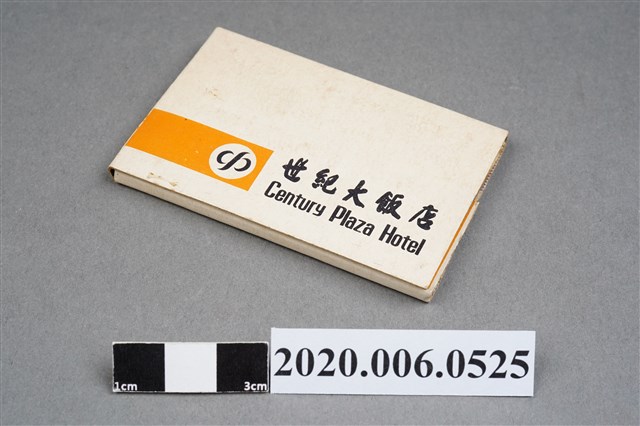 世紀大飯店
Century Plaza Hotel
1cm 3cm
2020.006.0525